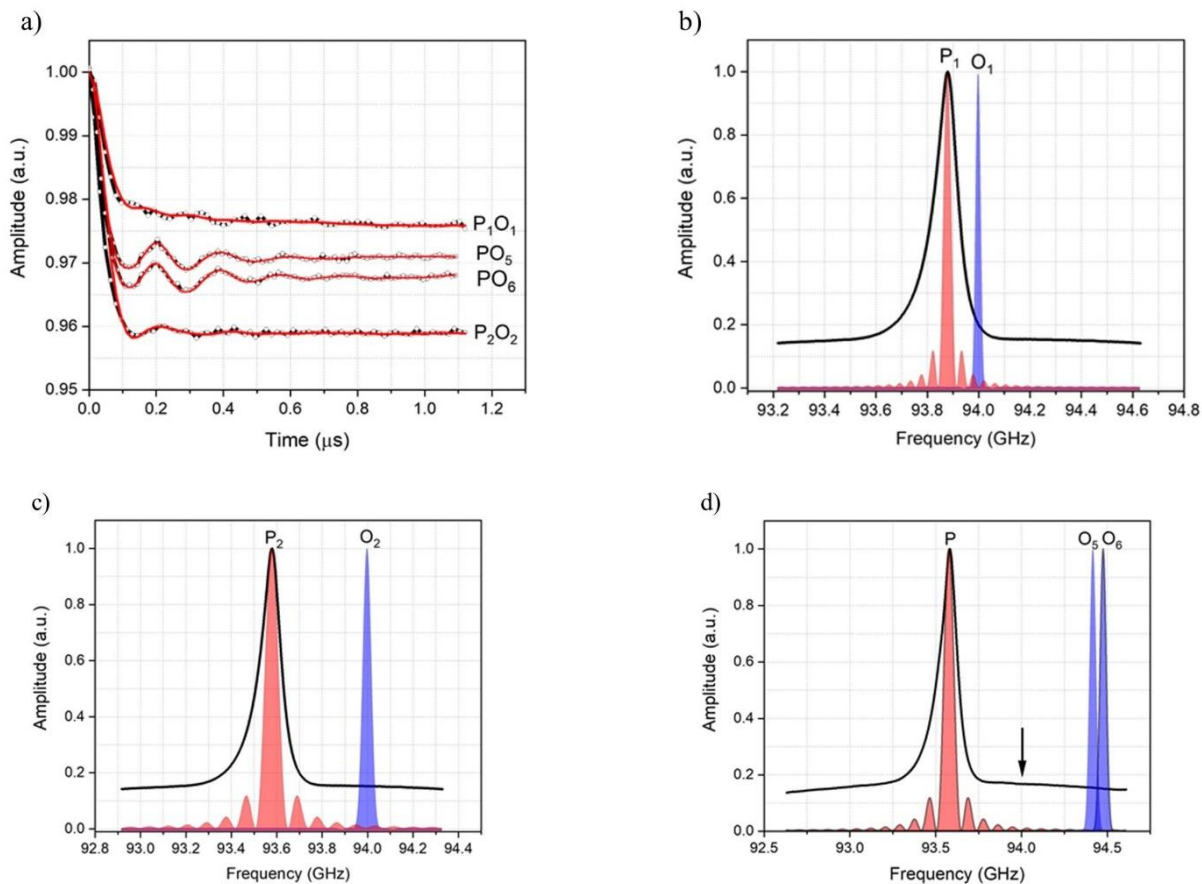 a)
1.00
0.99
0.98
0.97
0.96
0.95
Amplitude (a.u.)
P₁O₁
PO₅
PO₆
P₂O₂
0.0 0.2 0.4 0.6 0.8 1.0 1.2
Time (μs)
b)
P₁ O₁
1.0
0.8
0.6
0.4
0.2
0.0
Amplitude (a.u.)
93.2 93.4 93.6 93.8 94.0 94.2 94.4 94.6 94.8
Frequency (GHz)
c)
P₂ O₂
1.0
0.8
0.6
0.4
0.2
0.0
Amplitude (a.u.)
92.8 93.0 93.2 93.4 93.6 93.8 94.0 94.2 94.4
Frequency (GHz)
d)
P O₅ O₆
1.0
0.8
0.6
0.4
0.2
0.0
Amplitude (a.u.)
92.5 93.0 93.5 94.0 94.5
Frequency (GHz)